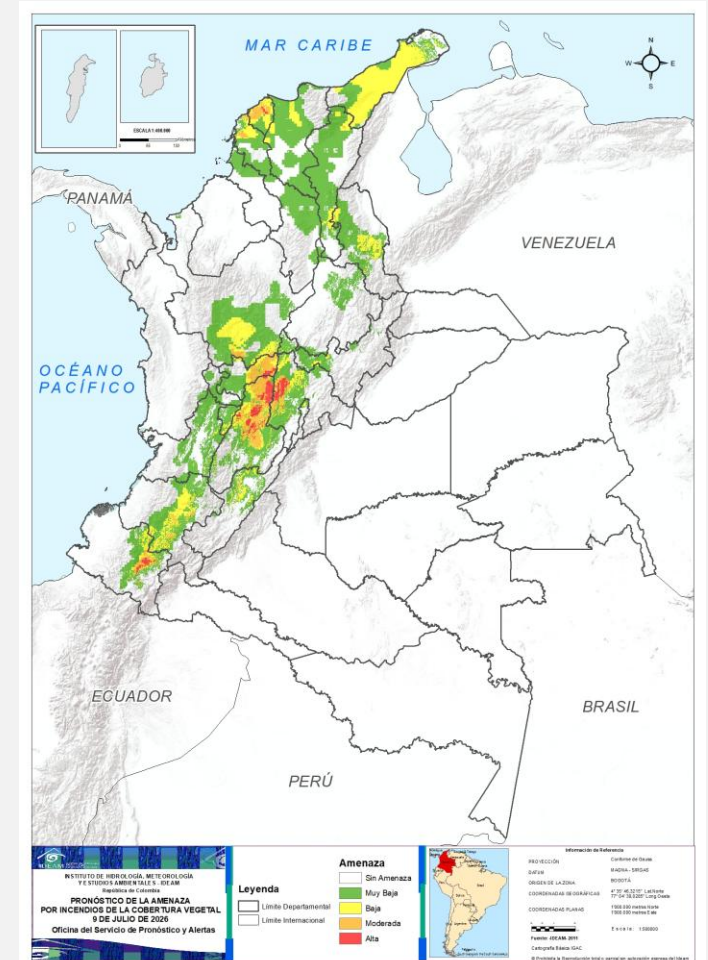 MAR CARIBE
N
W
E
S
ESCALA 1:400.000
PANAMÁ
VENEZUELA
OCÉANO
PACÍFICO
ECUADOR
PERÚ
BRASIL
IDEAM
INSTITUTO DE HIDROLOGÍA, METEOROLOGÍA
Y ESTUDIOS AMBIENTALES - IDEAM
República de Colombia
PRONÓSTICO DE LA AMENAZA
POR INCENDIOS DE LA COBERTURA VEGETAL
9 DE JULIO DE 2026
Oficina del Servicio de Pronóstico y Alertas
Leyenda
Límite Departamental
Límite Internacional
Amenaza
Sin Amenaza
Muy Baja
Baja
Moderada
Alta
Información de Referencia
PROYECCIÓN Conforme de Gauss
DATUM MAGNA - SIRGAS
ORIGEN DE LA ZONA BOGOTÁ
COORDENADAS GEOGRÁFICAS
COORDENADAS PLANAS 1'000.000 metros Norte
1'000.000 metros Este
Cartografía Básica IGAC